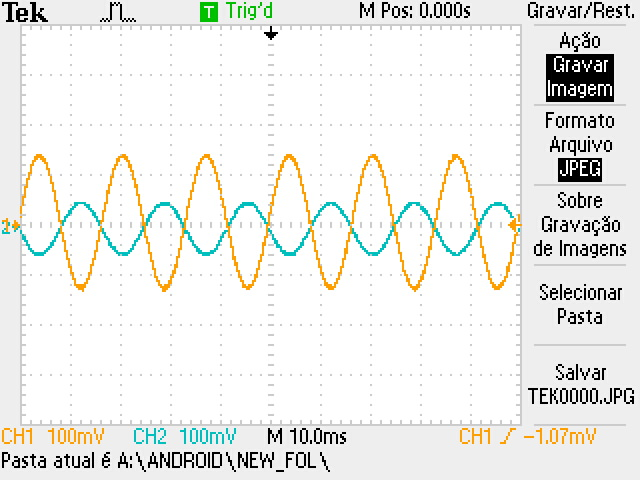 Tek T Trig'd M Pos: 0.000s Gravar/Rest.
Ação
Gravar
Imagem
Formato
Arquivo
JPEG
Sobre
Gravação
de Imagens
Selecionar
Pasta
Salvar
TEK0000.JPG
CH1 100mV CH2 100mV M 10.0ms CH1 -1.07mV
Pasta atual é A:\ANDROID\NEW_FOL\